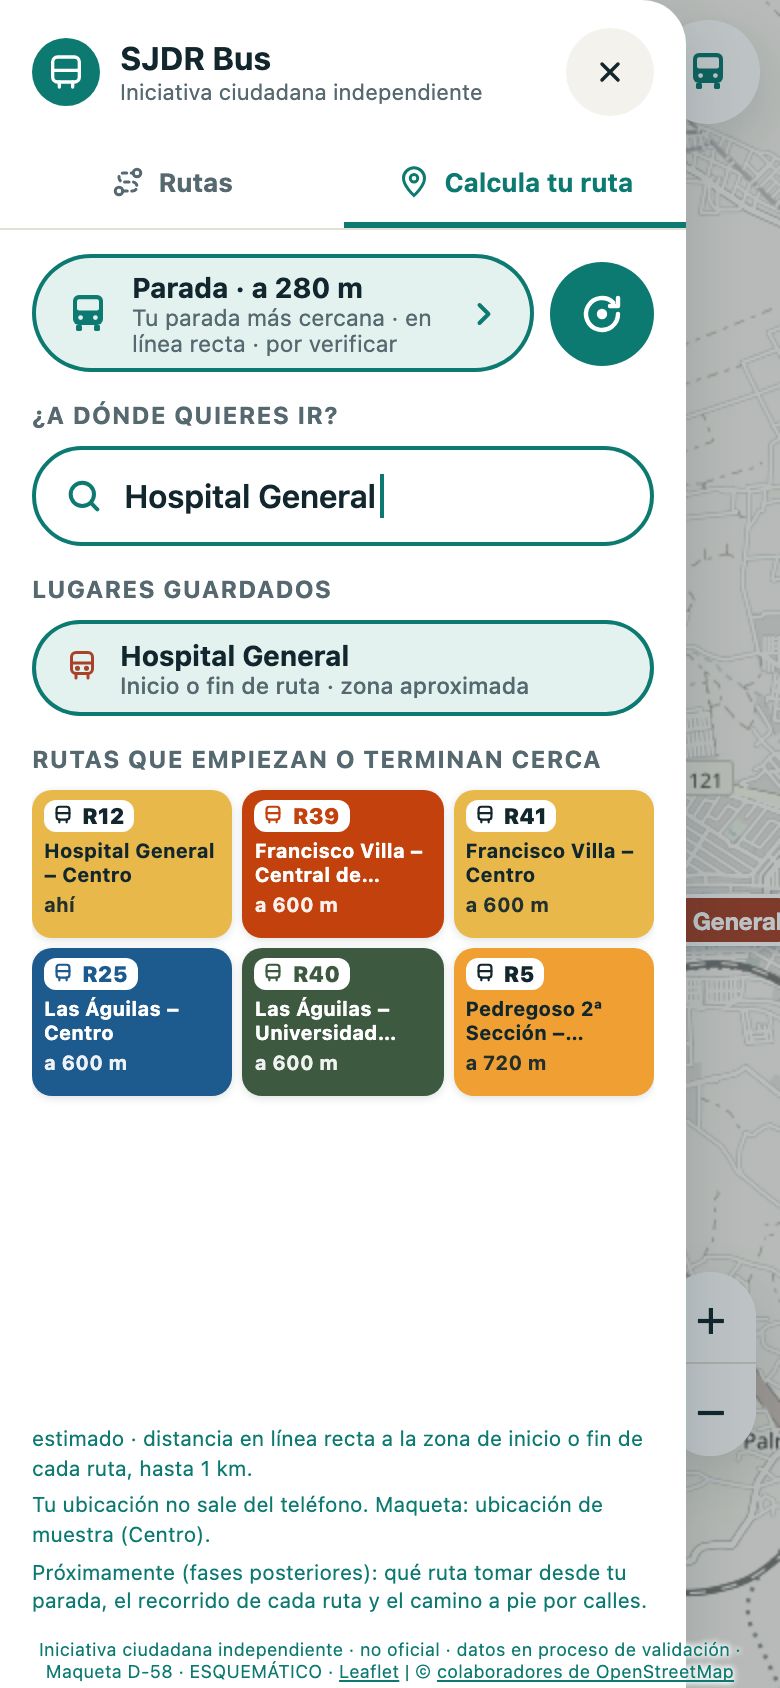 SJDR Bus
Iniciativa ciudadana independiente
Rutas
Calcula tu ruta
Parada · a 280 m
Tu parada más cercana · en
línea recta · por verificar
¿A DÓNDE QUIERES IR?
Hospital General
LUGARES GUARDADOS
Hospital General
Inicio o fin de ruta · zona aproximada
RUTAS QUE EMPIEZAN O TERMINAN CERCA
R12
Hospital General
– Centro
ahí
R39
Francisco Villa –
Central de...
a 600 m
R41
Francisco Villa –
Centro
a 600 m
121
General
R25
Las Águilas –
Centro
a 600 m
R40
Las Águilas –
Universidad...
a 600 m
R5
Pedregoso 2ª
Sección –...
a 720 m
+
−
Palm
estimado · distancia en línea recta a la zona de inicio o fin de
cada ruta, hasta 1 km.
Tu ubicación no sale del teléfono. Maqueta: ubicación de
muestra (Centro).
Próximamente (fases posteriores): qué ruta tomar desde tu
parada, el recorrido de cada ruta y el camino a pie por calles.
Iniciativa ciudadana independiente · no oficial · datos en proceso de validación ·
Maqueta D-58 · ESQUEMÁTICO · Leaflet | © colaboradores de OpenStreetMap